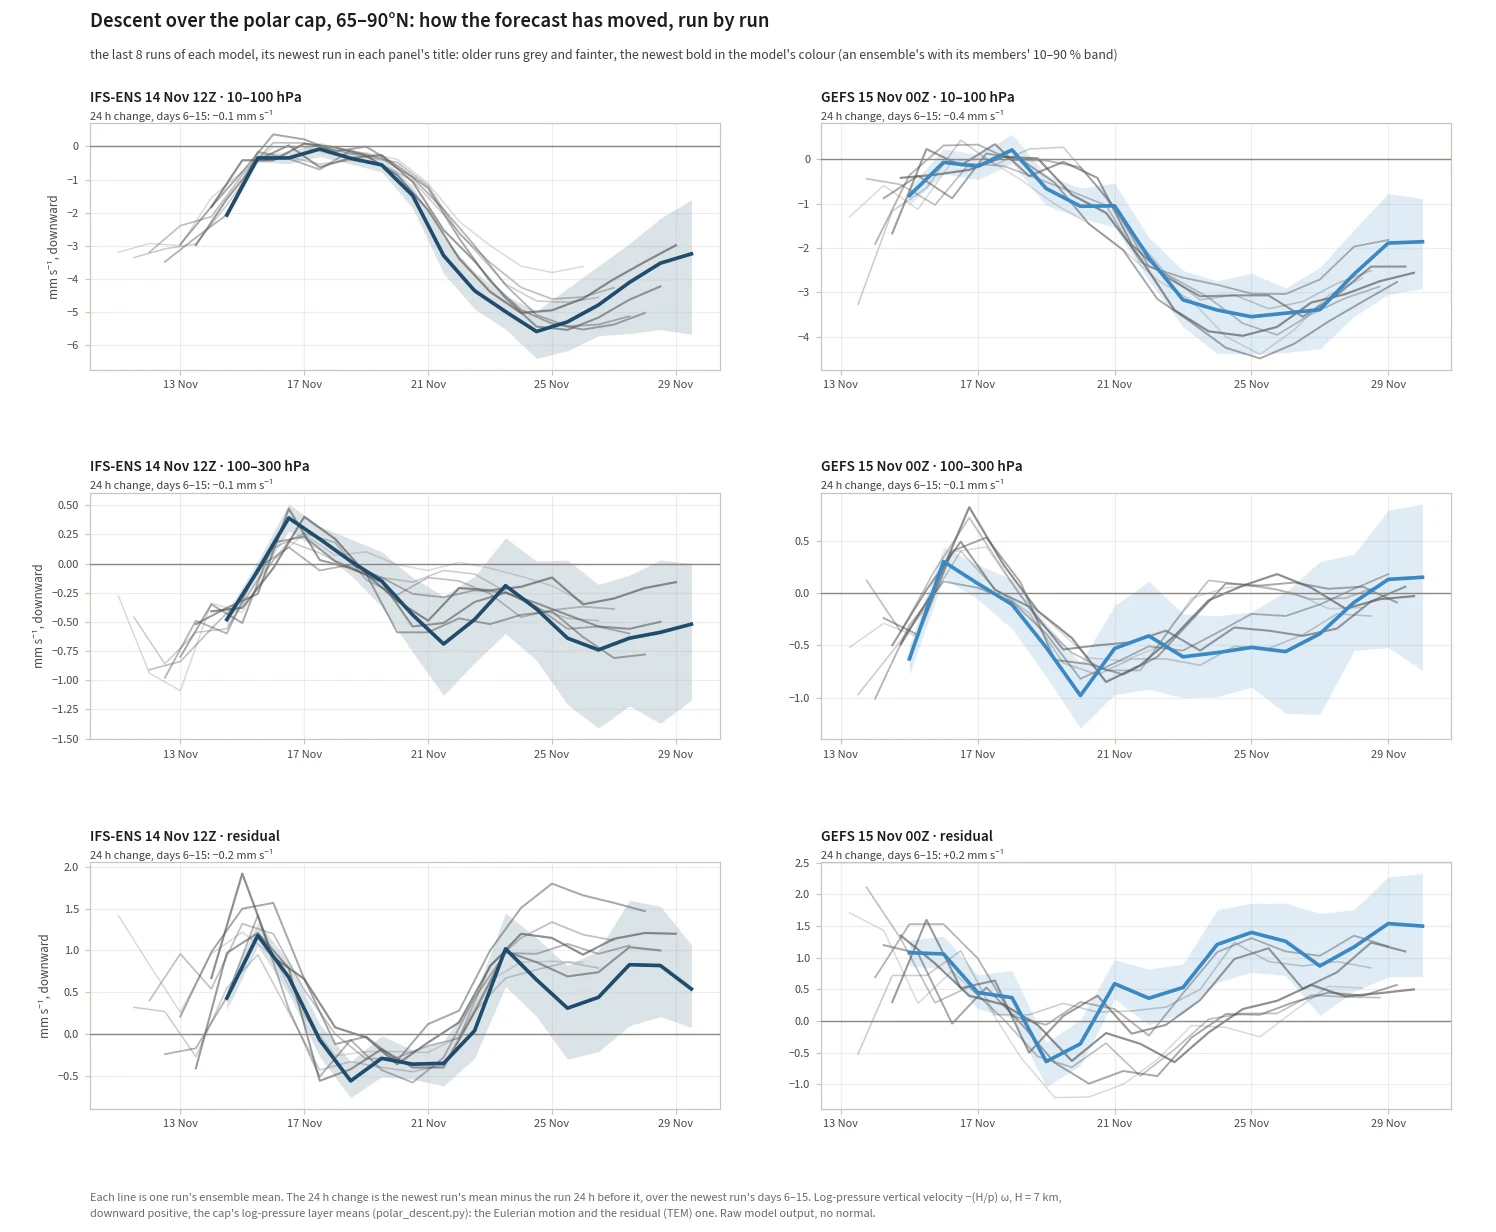 Descent over the polar cap, 65–90°N: how the forecast has moved, run by run
the last 8 runs of each model, its newest run in each panel's title: older runs grey and fainter, the newest bold in the model's colour (an ensemble's with its members' 10–90 % band)
IFS-ENS 14 Nov 12Z · 10–100 hPa
24 h change, days 6–15: −0.1 mm s⁻¹
mm s⁻¹, downward
0
−1
−2
−3
−4
−5
−6
13 Nov
17 Nov
21 Nov
25 Nov
29 Nov
GEFS 15 Nov 00Z · 10–100 hPa
24 h change, days 6–15: −0.4 mm s⁻¹
0
−1
−2
−3
−4
13 Nov
17 Nov
21 Nov
25 Nov
29 Nov
IFS-ENS 14 Nov 12Z · 100–300 hPa
24 h change, days 6–15: −0.1 mm s⁻¹
mm s⁻¹, downward
0.50
0.25
0.00
−0.25
−0.50
−0.75
−1.00
−1.25
−1.50
13 Nov
17 Nov
21 Nov
25 Nov
29 Nov
GEFS 15 Nov 00Z · 100–300 hPa
24 h change, days 6–15: −0.1 mm s⁻¹
0.5
0.0
−0.5
−1.0
13 Nov
17 Nov
21 Nov
25 Nov
29 Nov
IFS-ENS 14 Nov 12Z · residual
24 h change, days 6–15: −0.2 mm s⁻¹
mm s⁻¹, downward
2.0
1.5
1.0
0.5
0.0
−0.5
13 Nov
17 Nov
21 Nov
25 Nov
29 Nov
GEFS 15 Nov 00Z · residual
24 h change, days 6–15: +0.2 mm s⁻¹
2.5
2.0
1.5
1.0
0.5
0.0
−0.5
−1.0
13 Nov
17 Nov
21 Nov
25 Nov
29 Nov
Each line is one run's ensemble mean. The 24 h change is the newest run's mean minus the run 24 h before it, over the newest run's days 6–15. Log-pressure vertical velocity −(H/p) ω, H = 7 km,
downward positive, the cap's log-pressure layer means (polar_descent.py): the Eulerian motion and the residual (TEM) one. Raw model output, no normal.